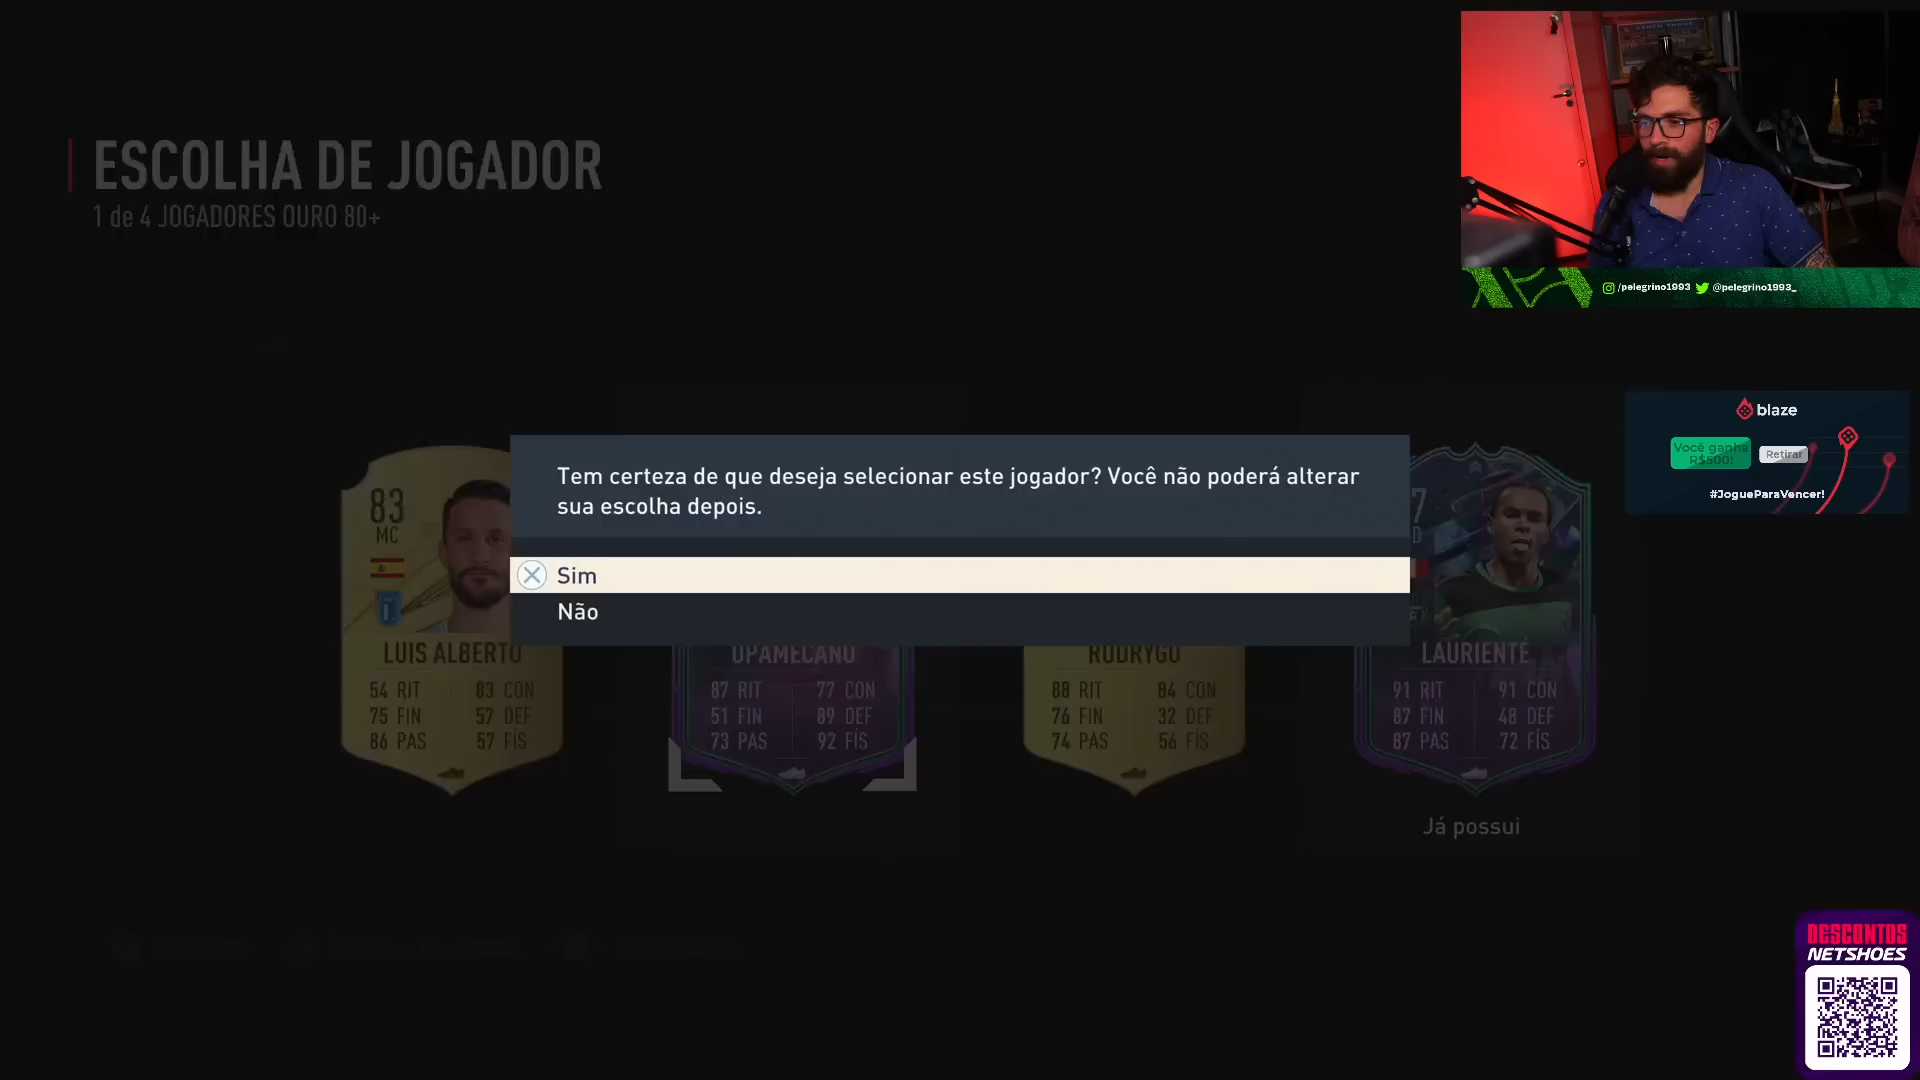 ESCOLHA DE JOGADOR
1 de 4 JOGADORES OURO 80+
/pelegrino1993 @pelegrino1993_
blaze
Você ganha
R$500!
Retirar
#JogueParaVencer!
Tem certeza de que deseja selecionar este jogador? Você não poderá alterar
sua escolha depois.
Sim
Não
83
MC
LUIS ALBERTO
54 RIT 83 CON
75 FIN 57 DEF
86 PAS 57 FÍS
UPAMECANO
87 RIT 77 CON
51 FIN 89 DEF
73 PAS 92 FÍS
RODRYGO
88 RIT 84 CON
76 FIN 32 DEF
74 PAS 56 FÍS
LAURIENTÉ
91 RIT 91 CON
87 FIN 48 DEF
87 PAS 72 FÍS
Já possui
DESCONTOS
NETSHOES